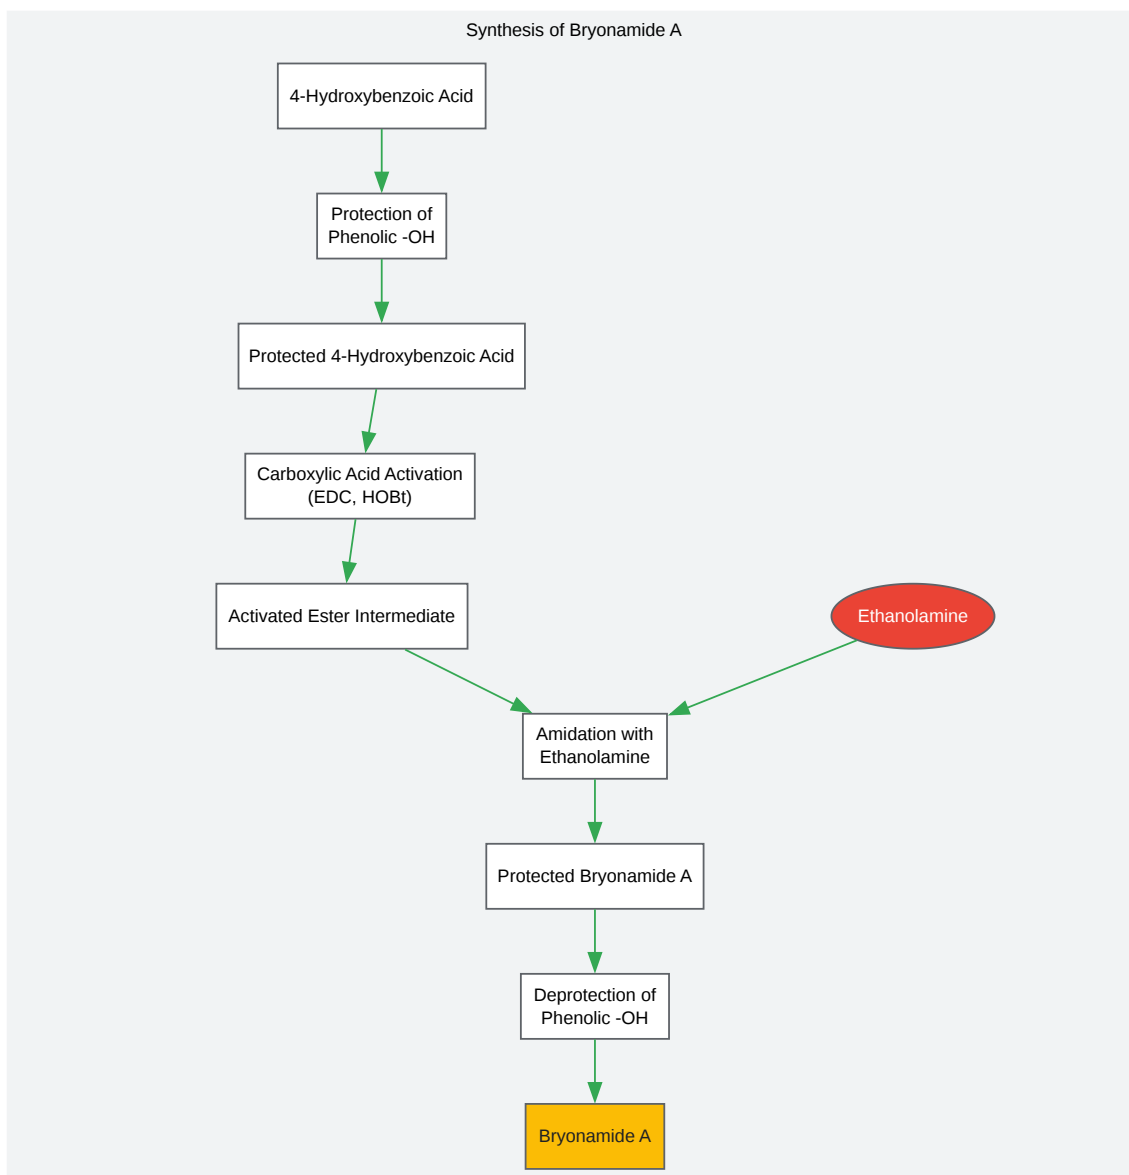 Synthesis of Bryonamide A
4-Hydroxybenzoic Acid
Protection of
Phenolic -OH
Protected 4-Hydroxybenzoic Acid
Carboxylic Acid Activation
(EDC, HOBt)
Activated Ester Intermediate
Ethanolamine
Amidation with
Ethanolamine
Protected Bryonamide A
Deprotection of
Phenolic -OH
Bryonamide A